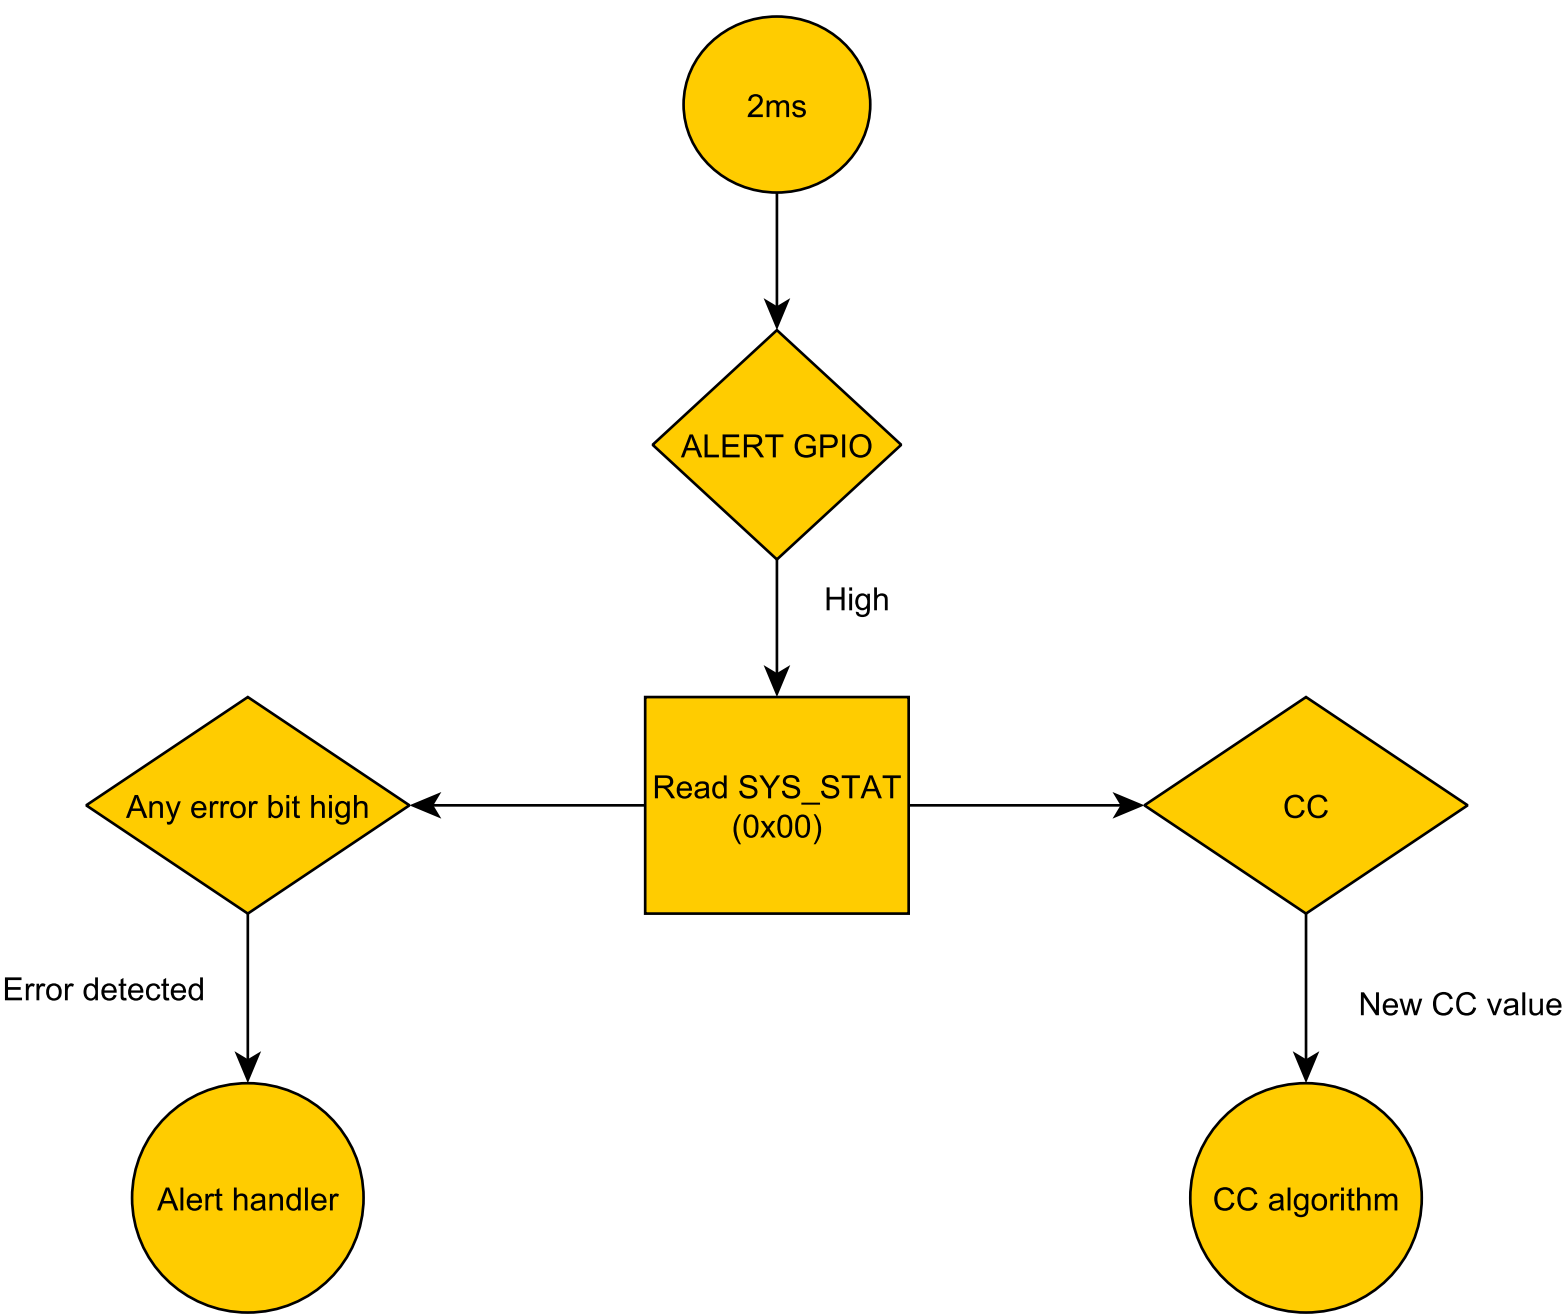 2ms
ALERT GPIO
High
Any error bit high
Read SYS_STAT
(0x00)
CC
Error detected
New CC value
Alert handler
CC algorithm